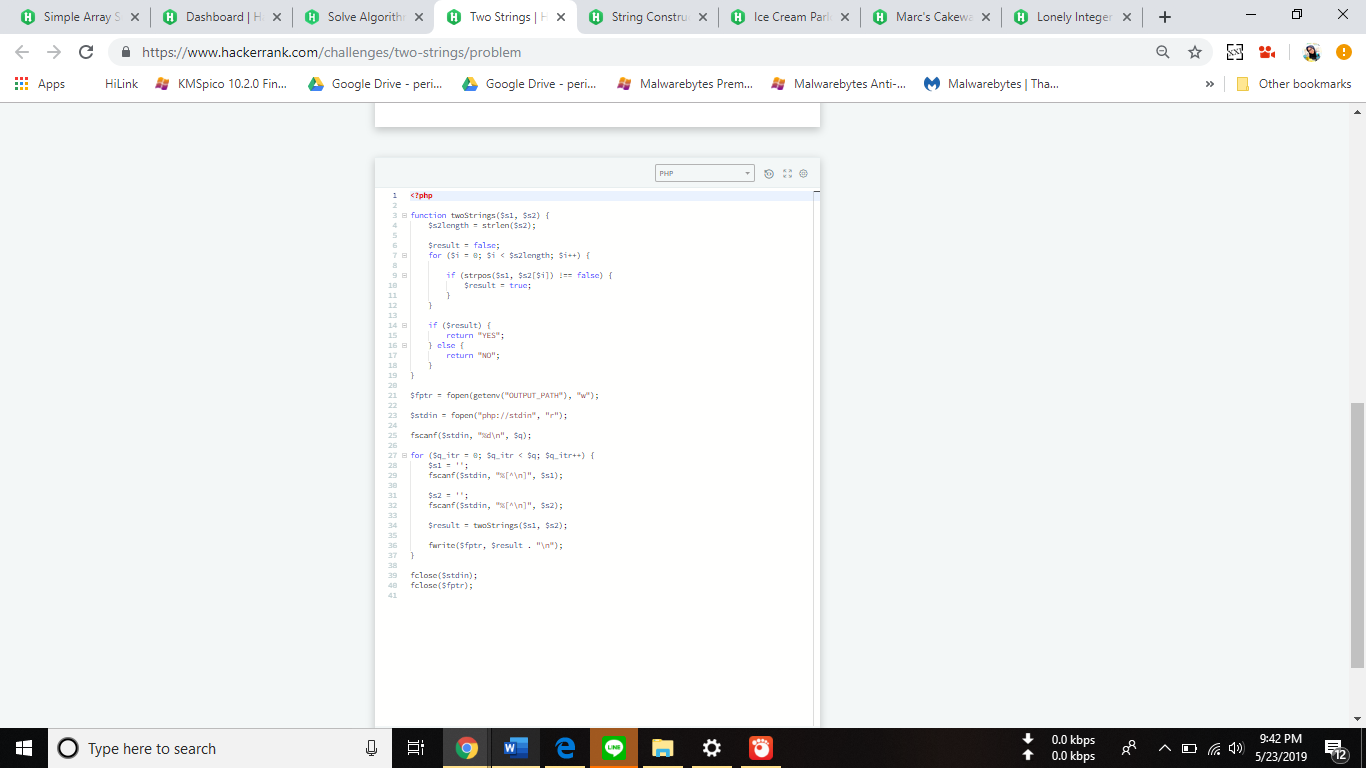 Simple Array S
Dashboard | H
Solve Algorith
Two Strings | H
String Constru
Ice Cream Parl
Marc's Cakewa
Lonely Integer
https://www.hackerrank.com/challenges/two-strings/problem
Apps
HiLink
KMSpico 10.2.0 Fin...
Google Drive - peri...
Google Drive - peri...
Malwarebytes Prem...
Malwarebytes Anti-...
Malwarebytes | Tha...
»
Other bookmarks
PHP
1 <?php
2
3 function twoStrings($s1, $s2) {
4 $s2length = strlen($s2);
5
6 $result = false;
7 for ($i = 0; $i < $s2length; $i++) {
8
9 if (strpos($s1, $s2[$i]) !== false) {
10 $result = true;
11 }
12 }
13
14 if ($result) {
15 return "YES";
16 } else {
17 return "NO";
18 }
19 }
20
21 $fptr = fopen(getenv("OUTPUT_PATH"), "w");
22
23 $stdin = fopen("php://stdin", "r");
24
25 fscanf($stdin, "%d\n", $q);
26
27 for ($q_itr = 0; $q_itr < $q; $q_itr++) {
28 $s1 = '';
29 fscanf($stdin, "%[^\n]", $s1);
30
31 $s2 = '';
32 fscanf($stdin, "%[^\n]", $s2);
33
34 $result = twoStrings($s1, $s2);
35
36 fwrite($fptr, $result . "\n");
37 }
38
39 fclose($stdin);
40 fclose($fptr);
41
Type here to search
LINE
0.0 kbps
0.0 kbps
9:42 PM
5/23/2019
12